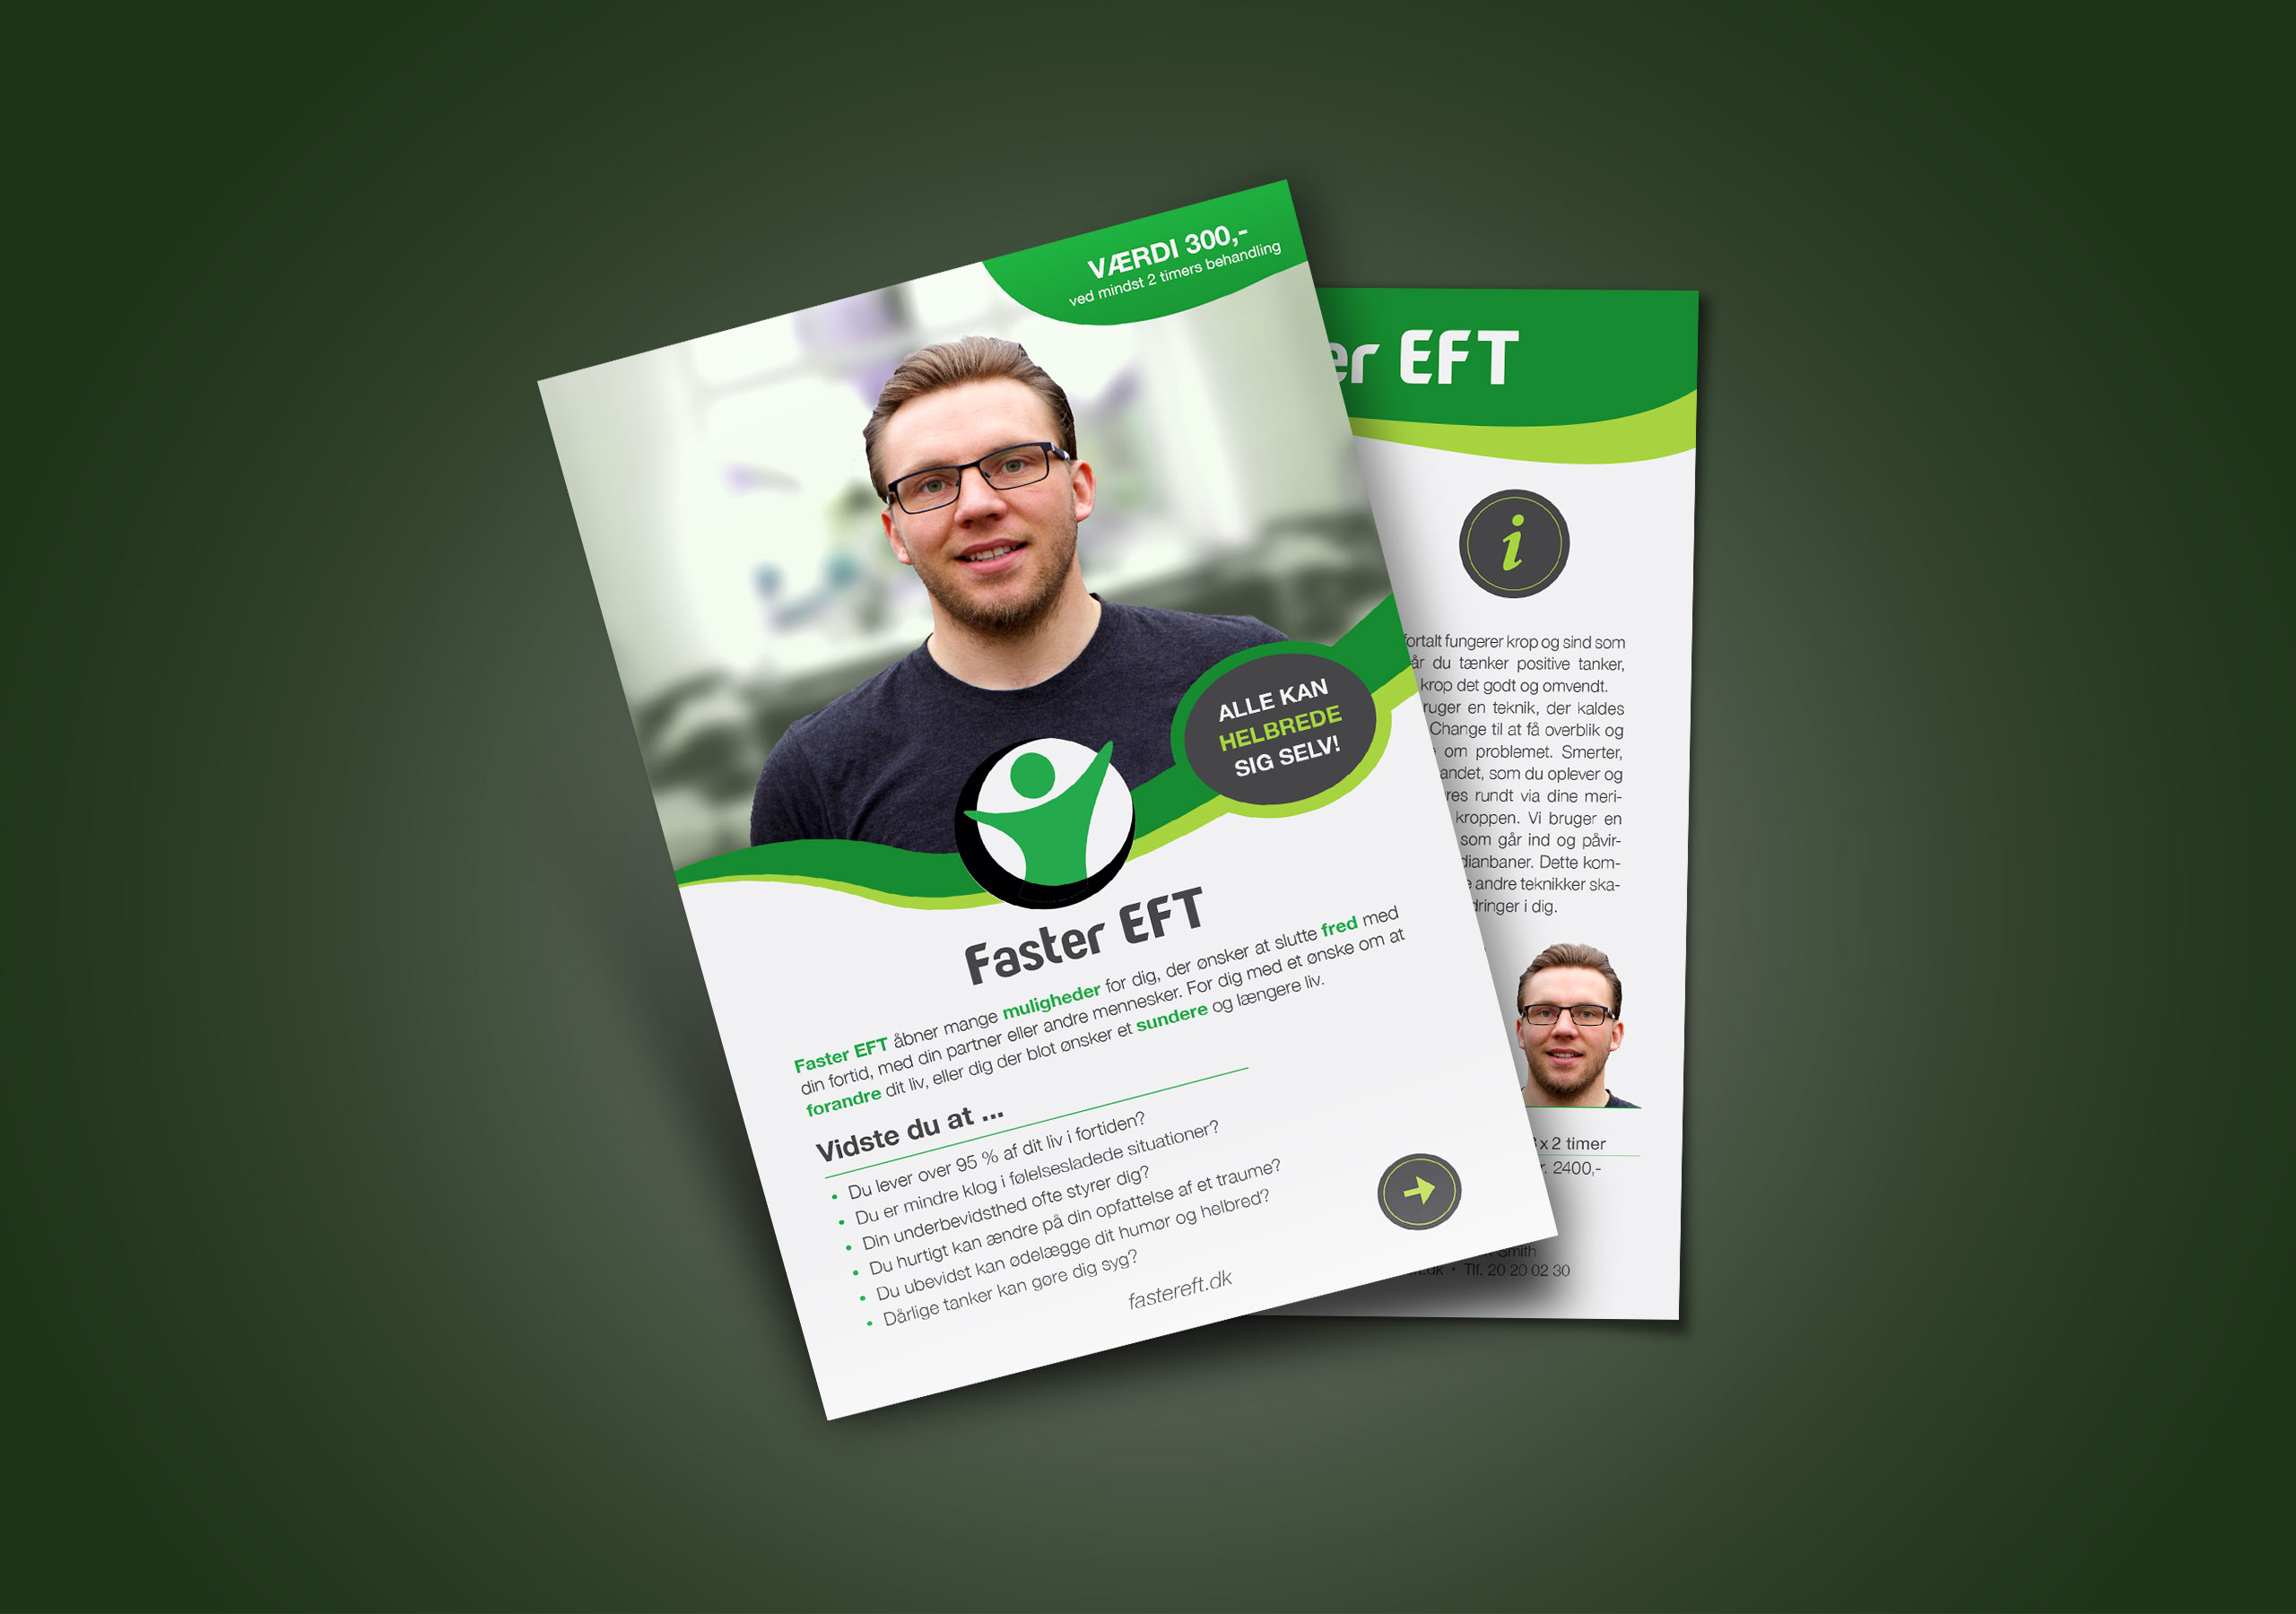 VÆRDI 300,-
ved mindst 2 timers behandling
ALLE KAN
HELBREDE
SIG SELV!
Faster EFT
Faster EFT åbner mange muligheder for dig, der ønsker at slutte fred med
din fortid, med din partner eller andre mennesker. For dig med et ønske om at
forandre dit liv, eller dig der blot ønsker et sundere og længere liv.
Vidste du at ...
• Du lever over 95 % af dit liv i fortiden?
• Du er mindre klog i følelsesladede situationer?
• Din underbevidsthed ofte styrer dig?
• Du hurtigt kan ændre på din opfattelse af et traume?
• Du ubevidst kan ødelægge dit humør og helbred?
• Dårlige tanker kan gøre dig syg?
fastereft.dk
er EFT
i
fortalt fungerer krop og sind som
år du tænker positive tanker,
krop det godt og omvendt.
ruger en teknik, der kaldes
Change til at få overblik og
om problemet. Smerter,
andet, som du oplever og
res rundt via dine meri-
kroppen. Vi bruger en
som går ind og påvir-
dianbaner. Dette kom-
andre teknikker ska-
dringer i dig.
x 2 timer
r. 2400,-
Smith
.dk • Tlf. 20 20 02 30